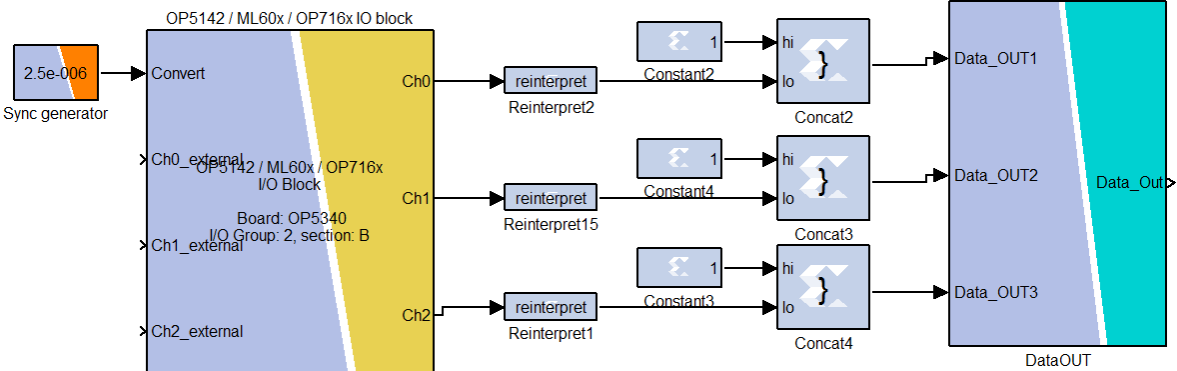 OP5142 / ML60x / OP716x IO block
2.5e-006
Sync generator
Convert
Ch0_external
OP5142 / ML60x / OP716x
I/O Block
Board: OP5340
I/O Group: 2, section: B
Ch1_external
Ch2_external
Ch0
Ch1
Ch2
reinterpret
Reinterpret2
reinterpret
Reinterpret15
reinterpret
Reinterpret1
1
Constant2
1
Constant4
1
Constant3
hi
lo
}
Concat2
hi
lo
}
Concat3
hi
lo
}
Concat4
Data_OUT1
Data_OUT2
Data_OUT3
Data_Out
DataOUT